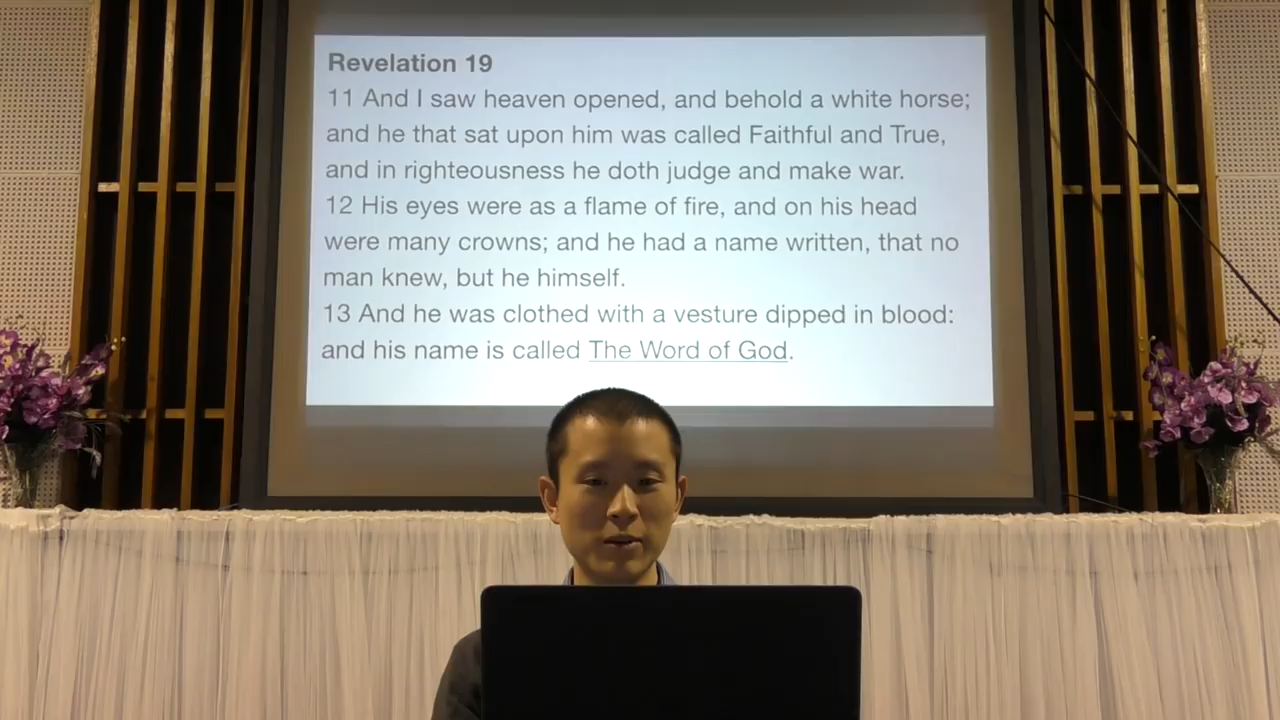 Revelation 19
11 And I saw heaven opened, and behold a white horse;
and he that sat upon him was called Faithful and True,
and in righteousness he doth judge and make war.
12 His eyes were as a flame of fire, and on his head
were many crowns; and he had a name written, that no
man knew, but he himself.
13 And he was clothed with a vesture dipped in blood:
and his name is called The Word of God.